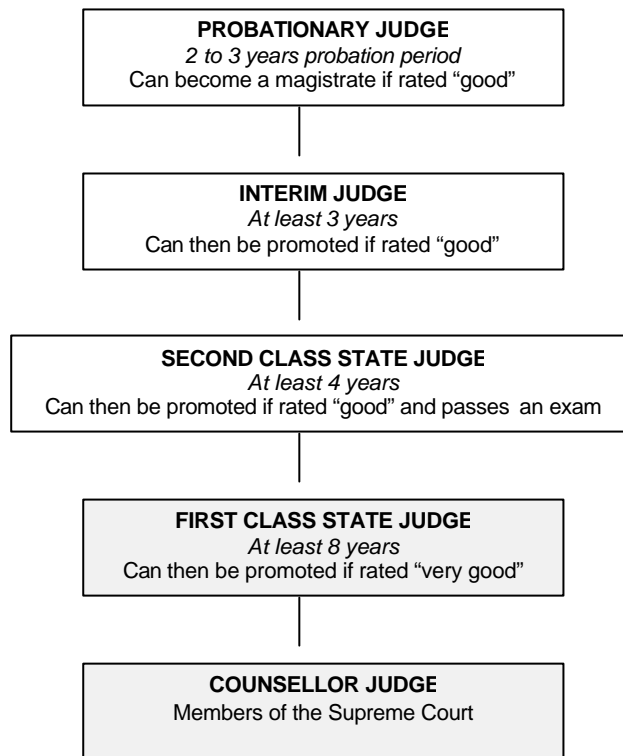 PROBATIONARY JUDGE
2 to 3 years probation period
Can become a magistrate if rated “good”
INTERIM JUDGE
At least 3 years
Can then be promoted if rated “good”
SECOND CLASS STATE JUDGE
At least 4 years
Can then be promoted if rated “good” and passes an exam
FIRST CLASS STATE JUDGE
At least 8 years
Can then be promoted if rated “very good”
COUNSELLOR JUDGE
Members of the Supreme Court